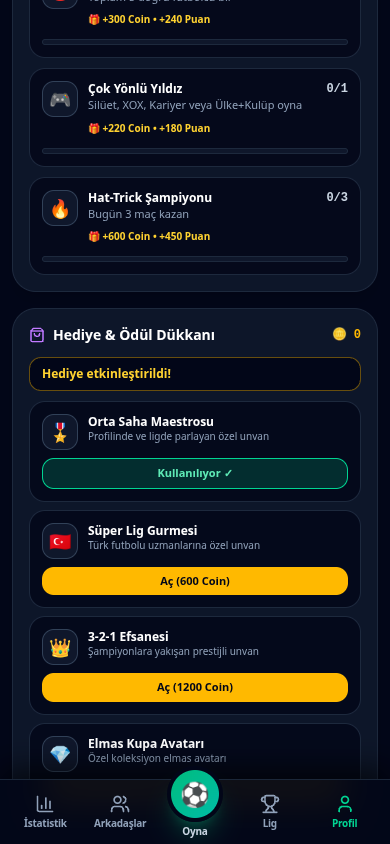 +300 Coin • +240 Puan
Çok Yönlü Yıldız
0/1
Silüet, XOX, Kariyer veya Ülke+Kulüp oyna
+220 Coin • +180 Puan
Hat-Trick Şampiyonu
0/3
Bugün 3 maç kazan
+600 Coin • +450 Puan
Hediye & Ödül Dükkanı
0
Hediye etkinleştirildi!
Orta Saha Maestrosu
Profilinde ve ligde parlayan özel unvan
Kullanılıyor ✓
Süper Lig Gurmesi
Türk futbolu uzmanlarına özel unvan
Aç (600 Coin)
3-2-1 Efsanesi
Şampiyonlara yakışan prestijli unvan
Aç (1200 Coin)
Elmas Kupa Avatarı
Özel koleksiyon elmas avatarı
İstatistik
Arkadaşlar
Oyna
Lig
Profil